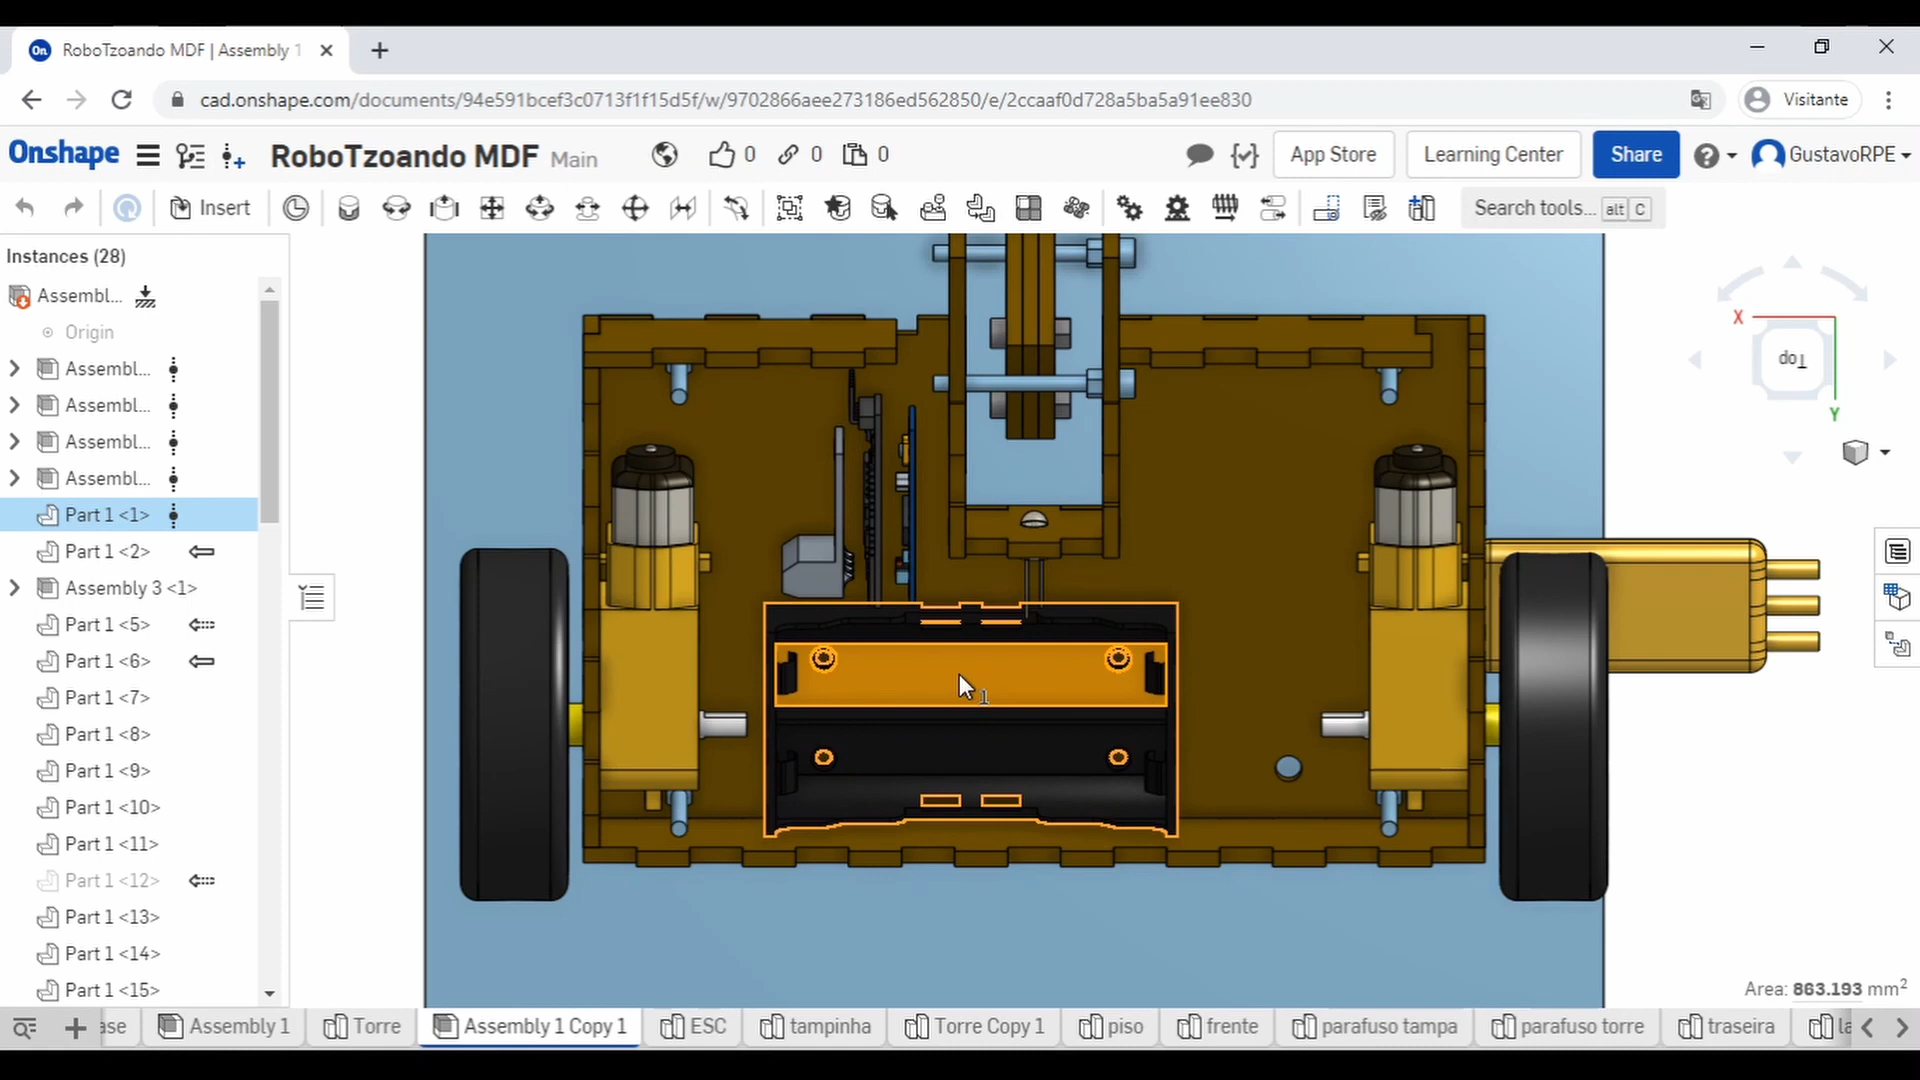 On RoboTzoando MDF | Assembly 1
cad.onshape.com/documents/94e591bcef3c0713f1f15d5f/w/9702866aee273186ed562850/e/2ccaaf0d728a5ba5a91ee830
Visitante
Onshape RoboTzoando MDF Main 0 0 0 App Store Learning Center Share GustavoRPE
Insert Search tools... alt C
Instances (28)
Assembl...
Origin
Assembl...
Assembl...
Assembl...
Assembl...
Part 1 <1>
Part 1 <2>
Assembly 3 <1>
Part 1 <5>
Part 1 <6>
Part 1 <7>
Part 1 <8>
Part 1 <9>
Part 1 <10>
Part 1 <11>
Part 1 <12>
Part 1 <13>
Part 1 <14>
Part 1 <15>
X
Top
Y
1
Area: 863.193 mm²
ase Assembly 1 Torre Assembly 1 Copy 1 ESC tampinha Torre Copy 1 piso frente parafuso tampa parafuso torre traseira la